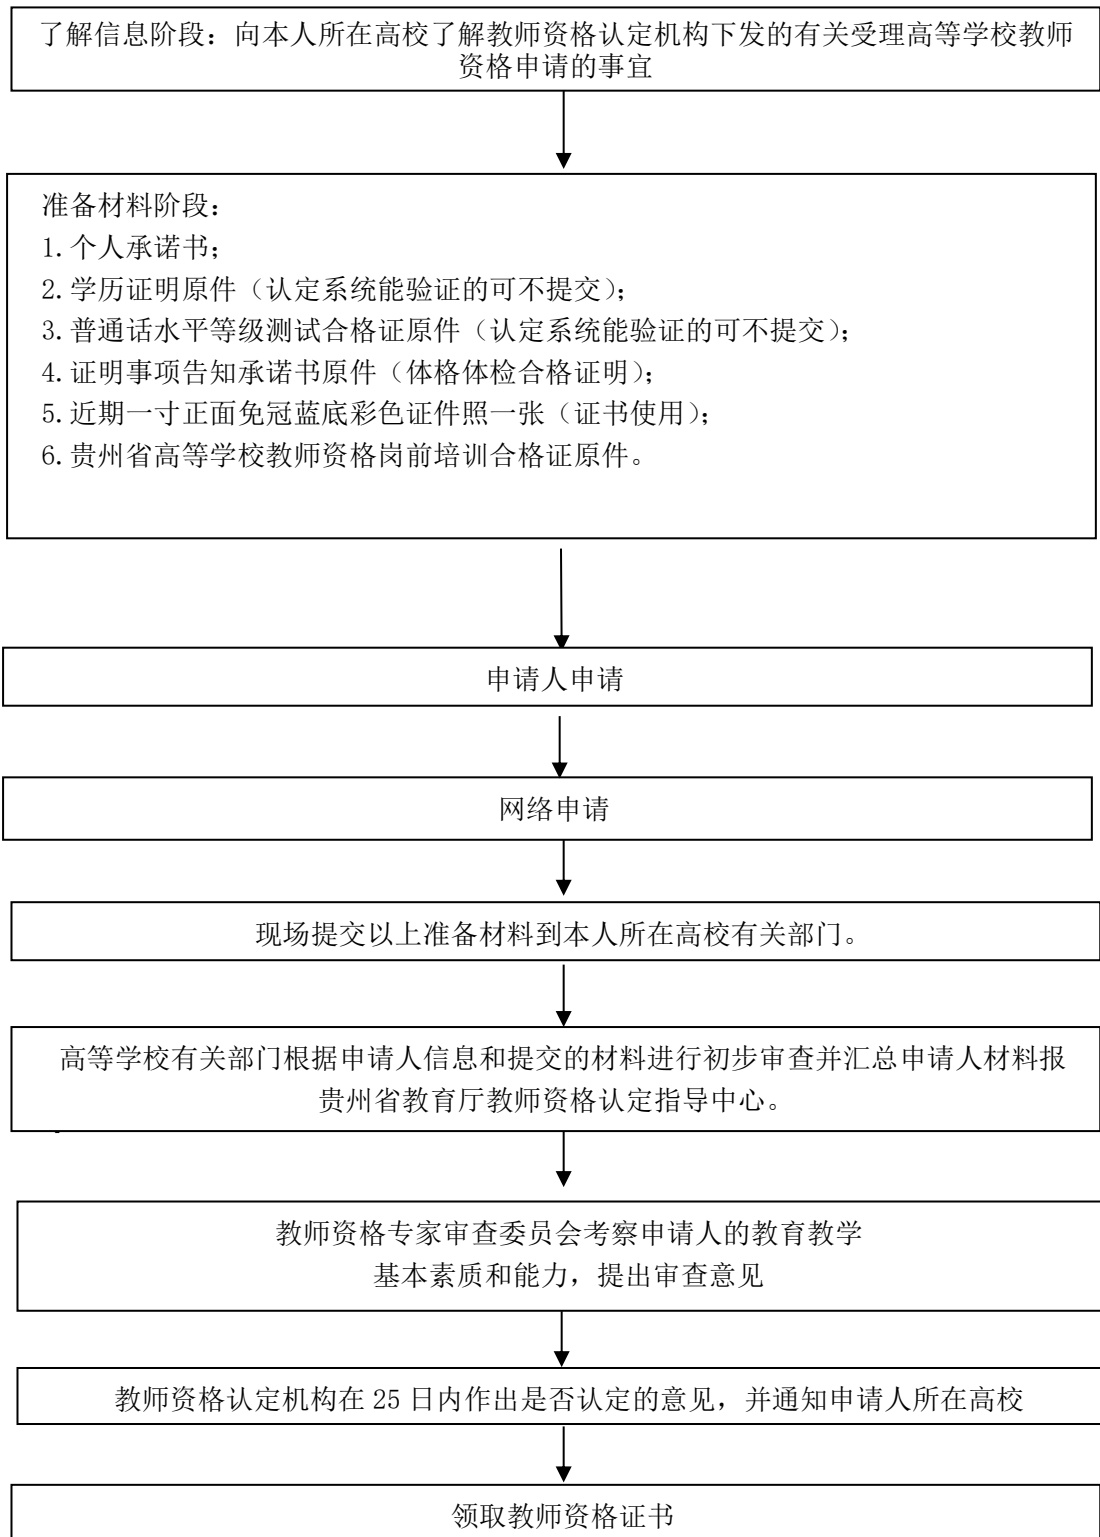 了解信息阶段：向本人所在高校了解教师资格认定机构下发的有关受理高等学校教师
资格申请的事宜
准备材料阶段：
1.个人承诺书；
2.学历证明原件（认定系统能验证的可不提交）；
3.普通话水平等级测试合格证原件（认定系统能验证的可不提交）；
4.证明事项告知承诺书原件（体格体检合格证明）；
5.近期一寸正面免冠蓝底彩色证件照一张（证书使用）；
6.贵州省高等学校教师资格岗前培训合格证原件。
申请人申请
网络申请
现场提交以上准备材料到本人所在高校有关部门。
高等学校有关部门根据申请人信息和提交的材料进行初步审查并汇总申请人材料报
贵州省教育厅教师资格认定指导中心。
教师资格专家审查委员会考察申请人的教育教学
基本素质和能力，提出审查意见
教师资格认定机构在 25 日内作出是否认定的意见，并通知申请人所在高校
领取教师资格证书